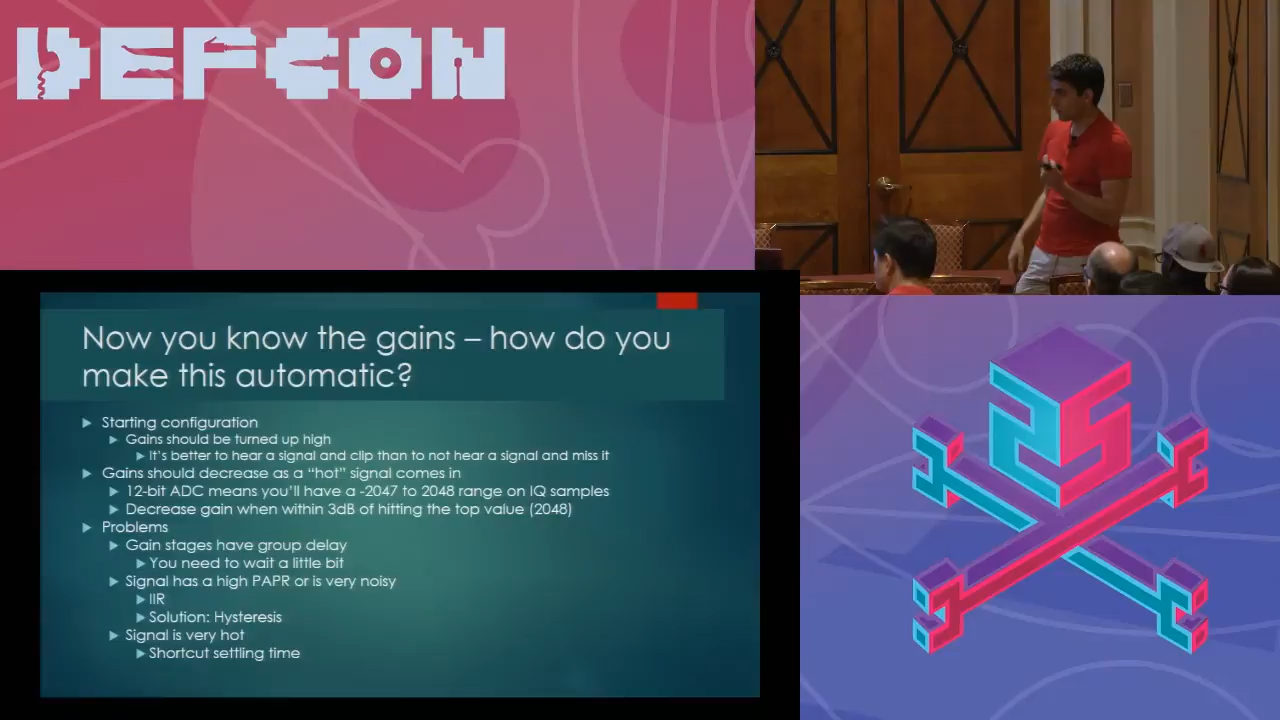 DEFCON
Now you know the gains – how do you
make this automatic?
Starting configuration
Gains should be turned up high
It's better to hear a signal and clip than to not hear a signal and miss it
Gains should decrease as a "hot" signal comes in
12-bit ADC means you'll have a -2047 to 2048 range on IQ samples
Decrease gain when within 3dB of hitting the top value (2048)
Problems
Gain stages have group delay
You need to wait a little bit
Signal has a high PAPR or is very noisy
IIR
Solution: Hysteresis
Signal is very hot
Shortcut settling time
25